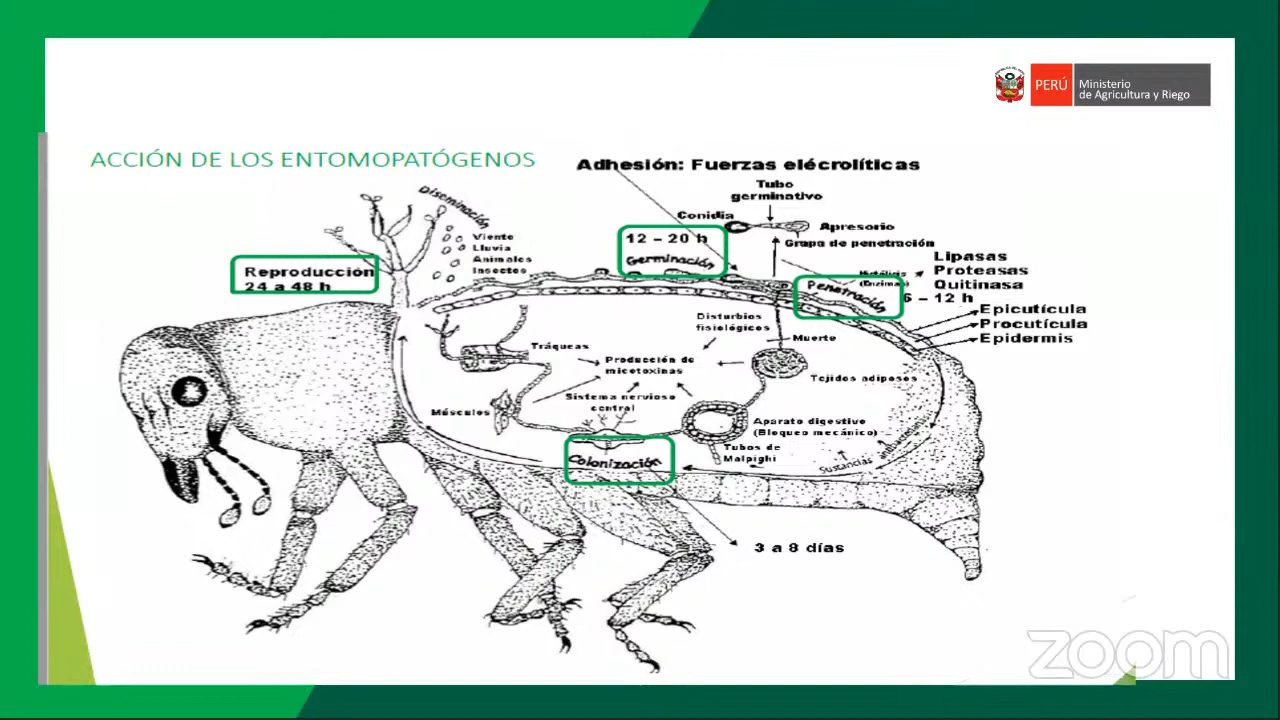 PERÚ
Ministerio
de Agricultura y Riego
ACCIÓN DE LOS ENTOMOPATÓGENOS
Adhesión: Fuerzas elécrolíticas
Tubo
germinativo
Conidia
Apresorio
Grapa de penetración
Diseminación
Viento
Lluvia
Animales
Insectos
12 – 20 h
Germinación
Reproducción
24 a 48 h
Lipasas
Proteasas
Quitinasa
6 – 12 h
Penetración
Epicutícula
Procutícula
Epidermis
Disturbios
fisiológicos
Muerte
Tráqueas
Producción de
micotoxinas
Tejidos adiposos
Sistema nervioso
central
Músculos
Aparato digestivo
(Bloqueo mecánico)
Tubos de
Malpighi
Sustancias
Colonización
3 a 8 días
zoom